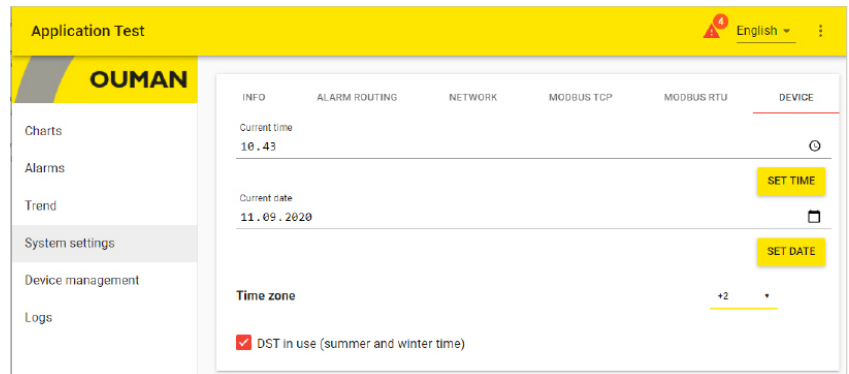 Application Test
4
English
OUMAN
Charts
Alarms
Trend
System settings
Device management
Logs
INFO ALARM ROUTING NETWORK MODBUS TCP MODBUS RTU DEVICE
Current time
10.43
SET TIME
Current date
11.09.2020
SET DATE
Time zone +2
DST in use (summer and winter time)